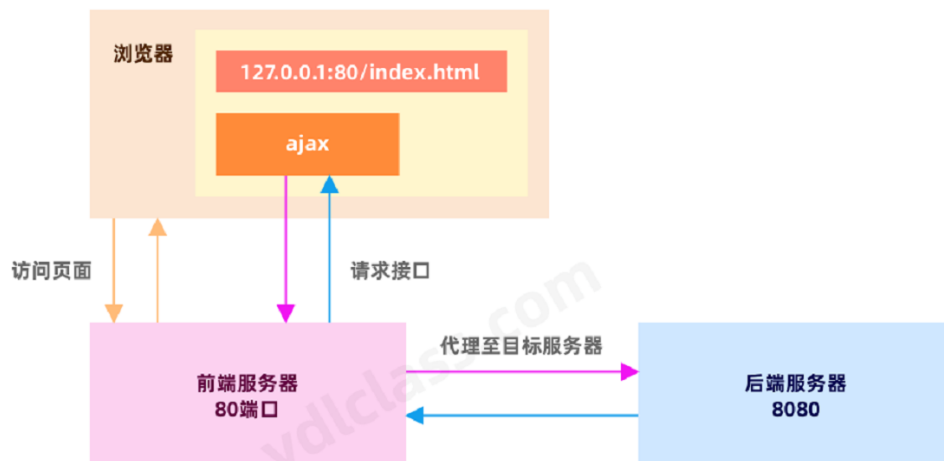 浏览器
127.0.0.1:80/index.html
ajax
访问页面
请求接口
代理至目标服务器
前端服务器
80端口
后端服务器
8080
ydlclass.com